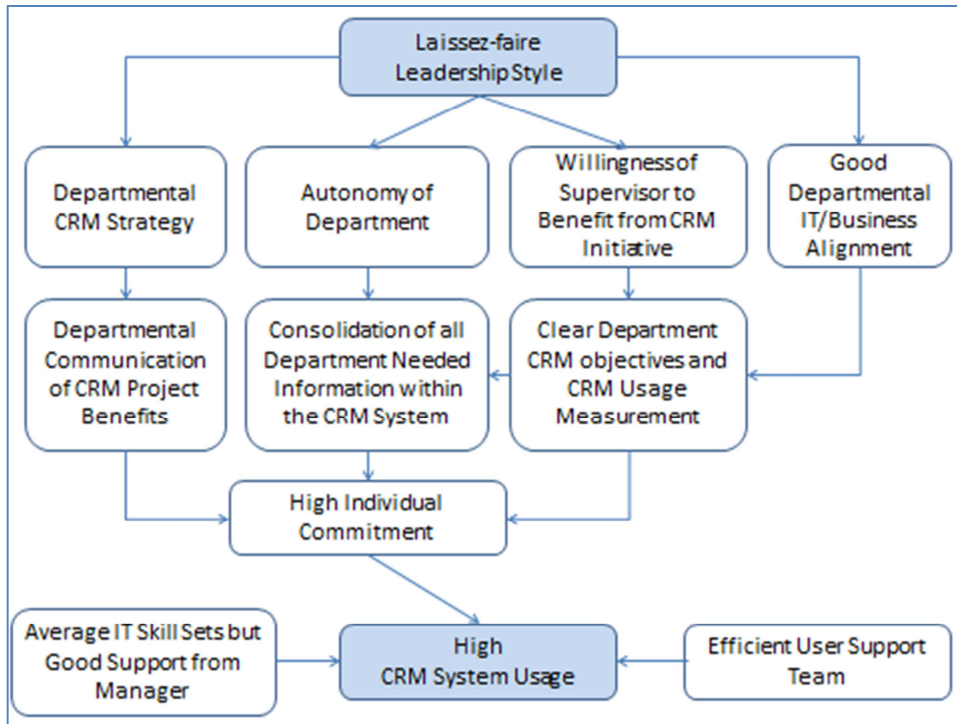 Laissez-faire
Leadership Style
Departmental
CRM Strategy
Autonomy of
Department
Willingness of
Supervisor to
Benefit from CRM
Initiative
Good
Departmental
IT/Business
Alignment
Departmental
Communication
of CRM Project
Benefits
Consolidation of all
Department Needed
Information within
the CRM System
Clear Department
CRM objectives and
CRM Usage
Measurement
High Individual
Commitment
Average IT Skill Sets but
Good Support from
Manager
High
CRM System Usage
Efficient User Support
Team